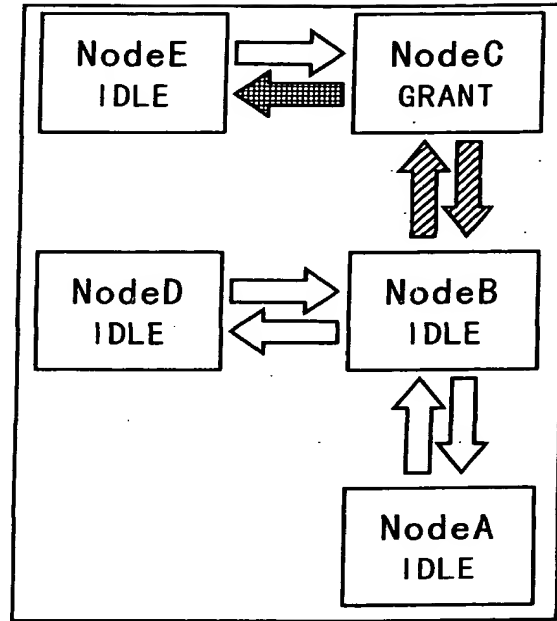 NodeE
IDLE
NodeC
GRANT
NodeD
IDLE
NodeB
IDLE
NodeA
IDLE